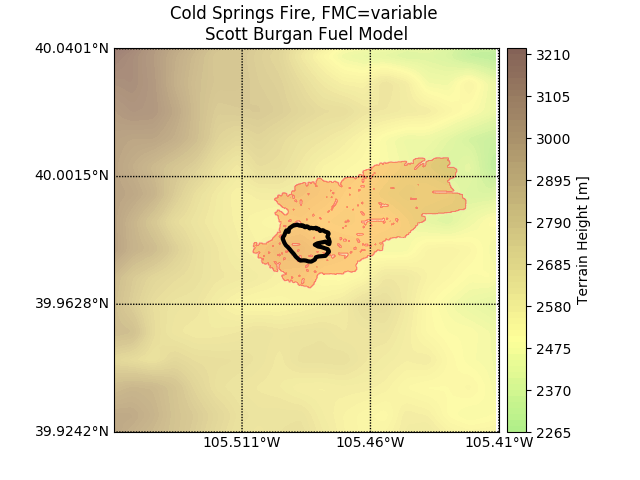 Cold Springs Fire, FMC=variable
Scott Burgan Fuel Model
40.0401°N
40.0015°N
39.9628°N
39.9242°N
105.511°W
105.46°W
105.41°W
3210
3105
3000
2895
2790
2685
2580
2475
2370
2265
Terrain Height [m]